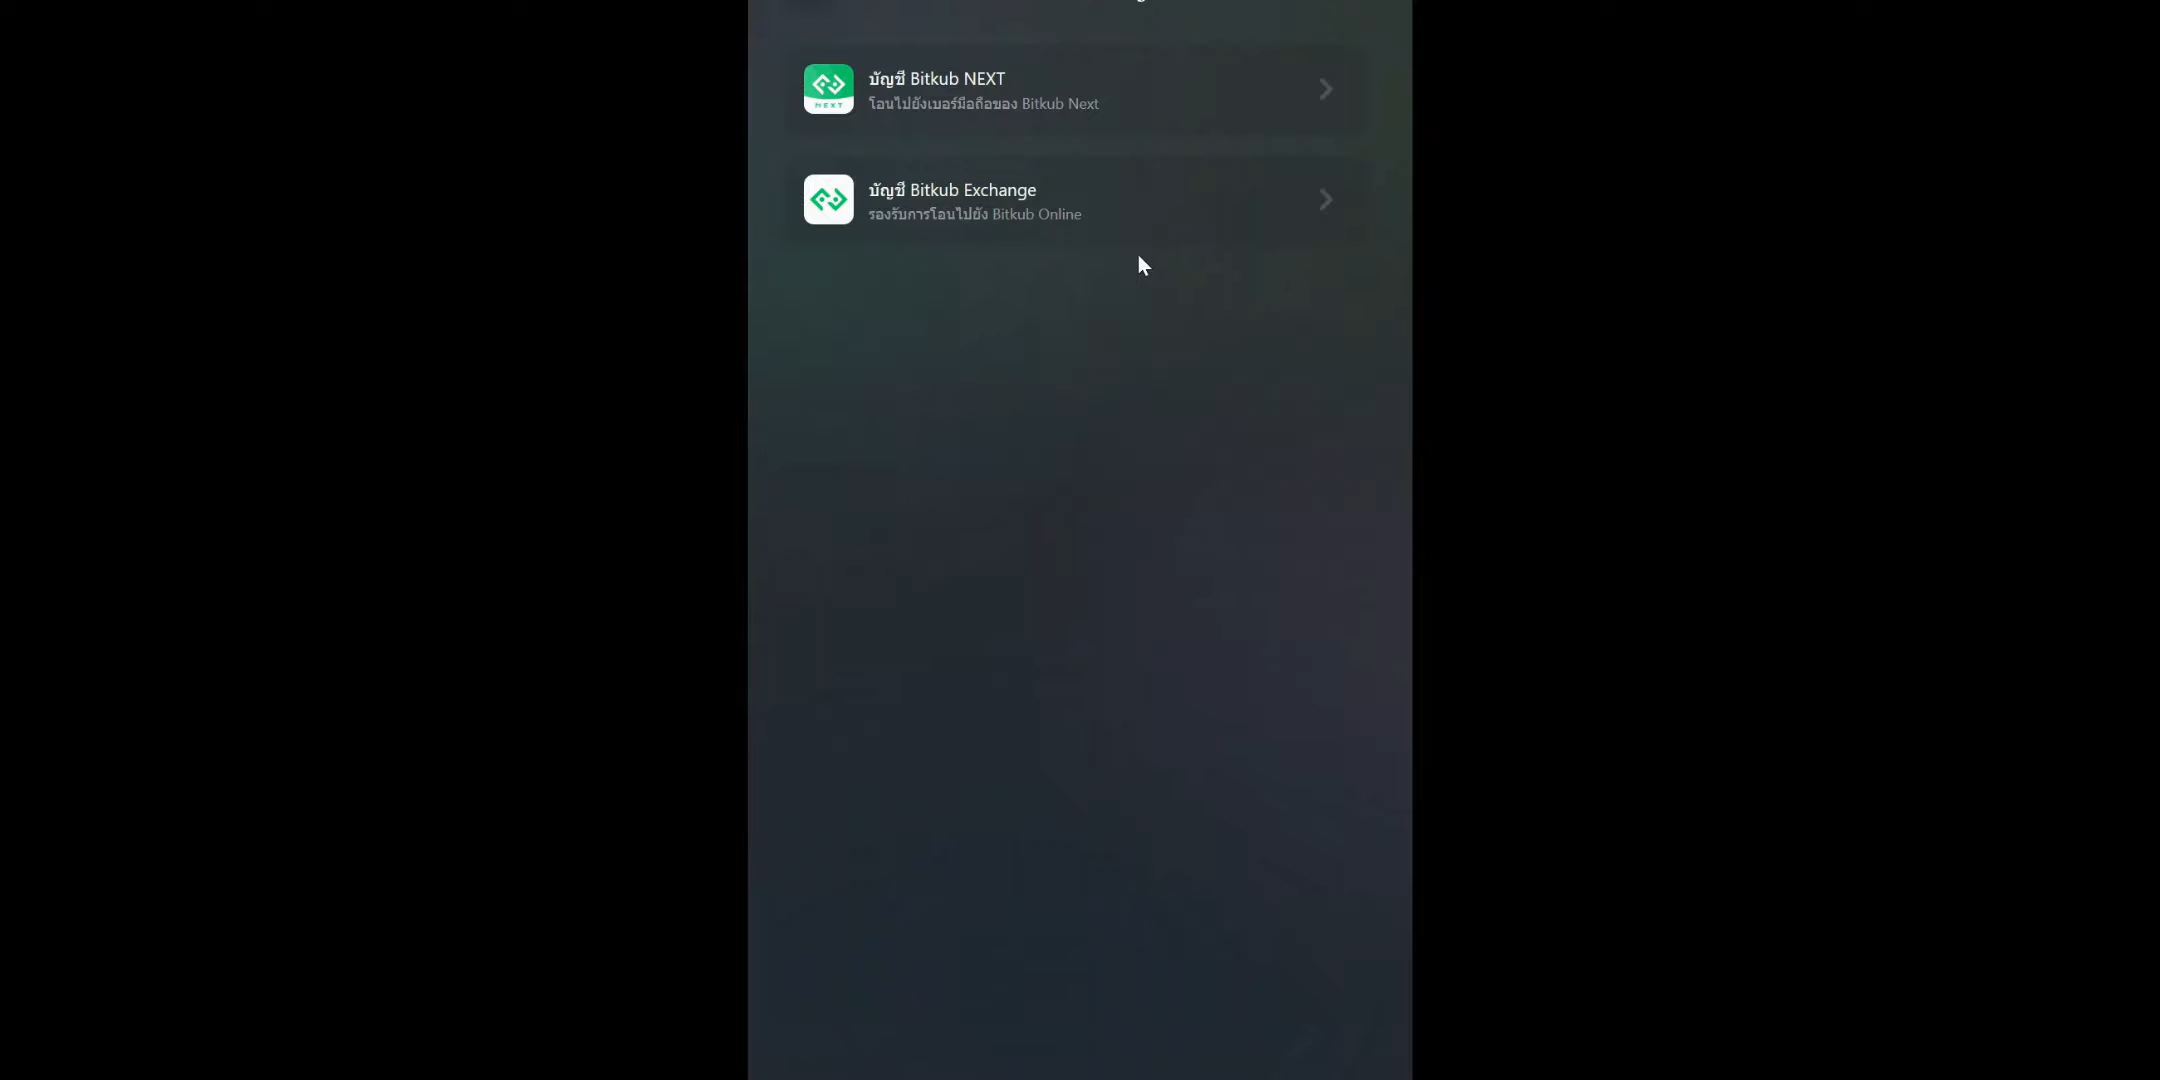 บัญชี Bitkub NEXT
โอนไปยังเบอร์มือถือของ Bitkub Next
NEXT
บัญชี Bitkub Exchange
รองรับการโอนไปยัง Bitkub Online